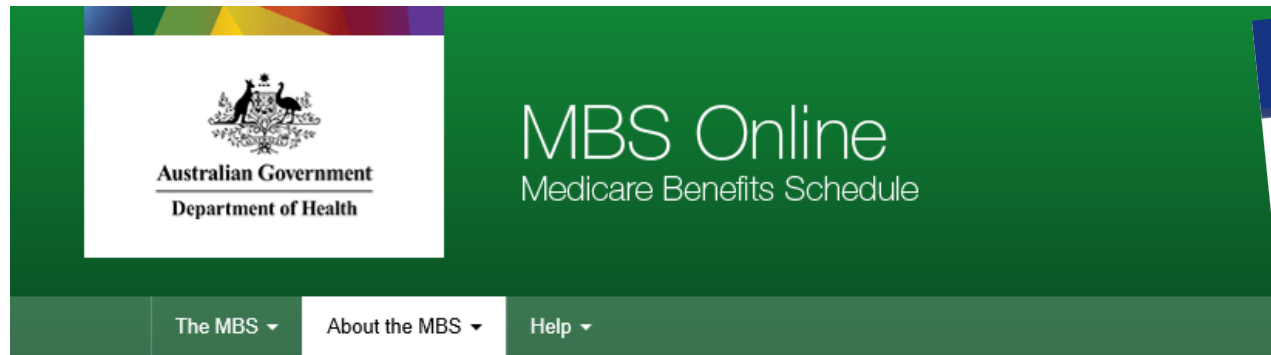 Australian Government
Department of Health
MBS Online
Medicare Benefits Schedule
The MBS
About the MBS
Help